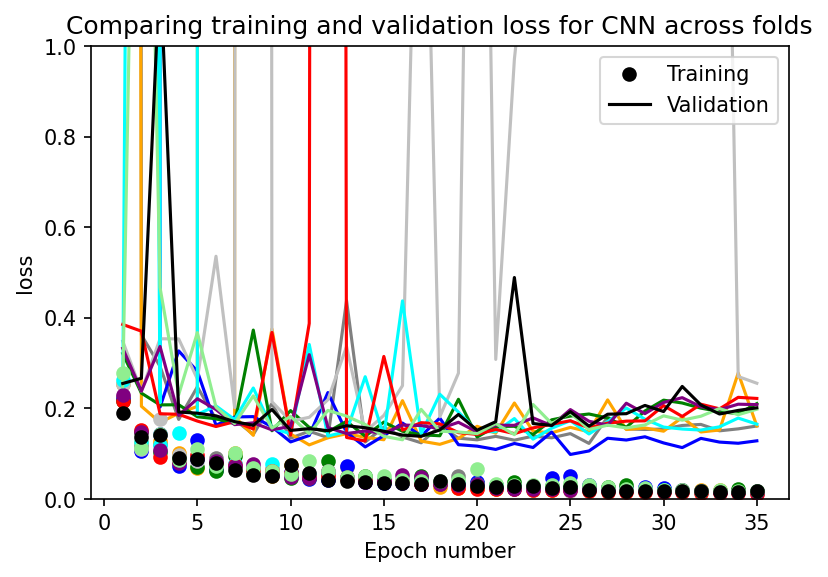 Comparing training and validation loss for CNN across folds
1.0
0.8
0.6
0.4
0.2
0.0
loss
Training
Validation
0 5 10 15 20 25 30 35
Epoch number